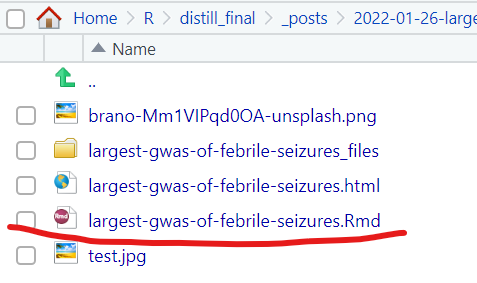 Home > R > distill_final > _posts > 2022-01-26-large
Name
..
brano-Mm1VIPqd0OA-unsplash.png
largest-gwas-of-febrile-seizures_files
largest-gwas-of-febrile-seizures.html
Rmd largest-gwas-of-febrile-seizures.Rmd
test.jpg